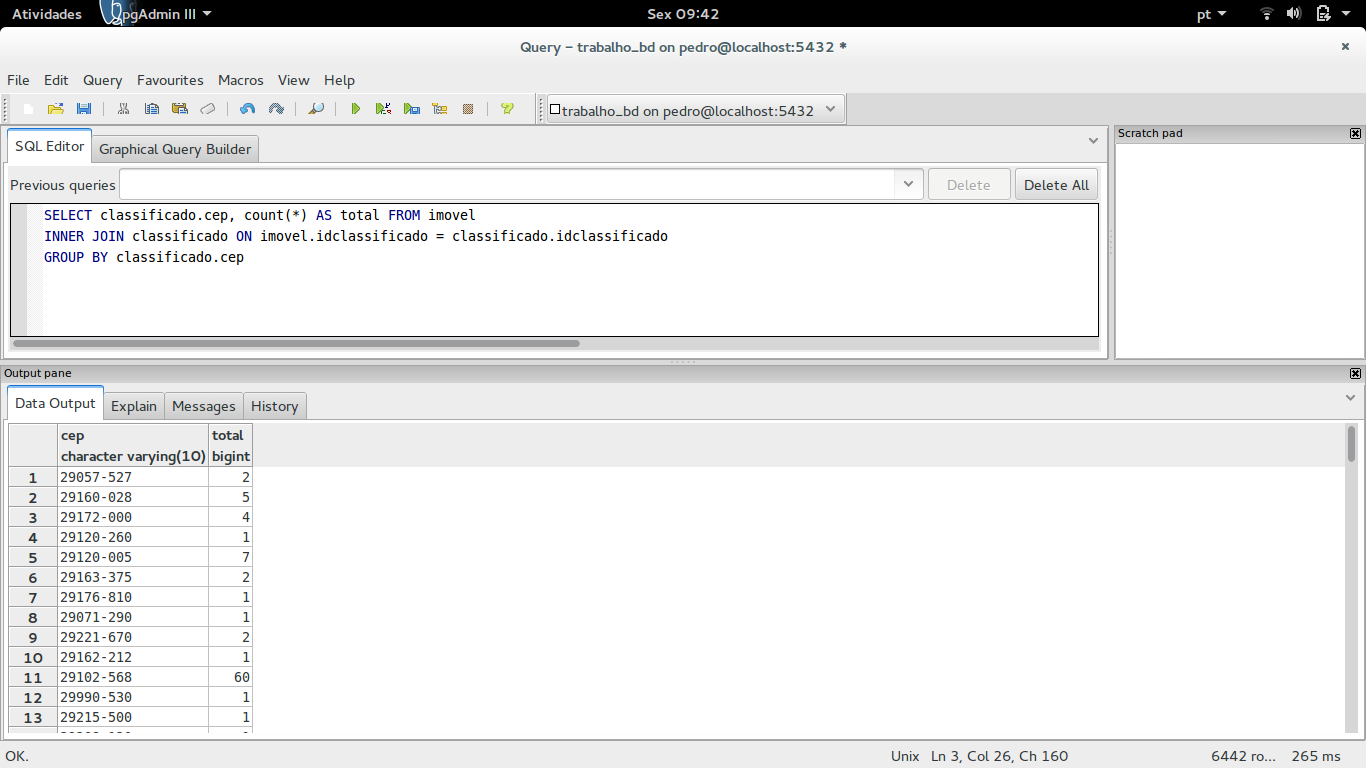 Atividades pgAdmin III Sex 09:42 pt
Query - trabalho_bd on pedro@localhost:5432 *
File Edit Query Favourites Macros View Help
trabalho_bd on pedro@localhost:5432
SQL Editor Graphical Query Builder
Scratch pad
Previous queries Delete Delete All
SELECT classificado.cep, count(*) AS total FROM imovel
INNER JOIN classificado ON imovel.idclassificado = classificado.idclassificado
GROUP BY classificado.cep
Output pane
Data Output Explain Messages History
cep total
character varying(10) bigint
1 29057-527 2
2 29160-028 5
3 29172-000 4
4 29120-260 1
5 29120-005 7
6 29163-375 2
7 29176-810 1
8 29071-290 1
9 29221-670 2
10 29162-212 1
11 29102-568 60
12 29990-530 1
13 29215-500 1
OK. Unix Ln 3, Col 26, Ch 160 6442 ro... 265 ms